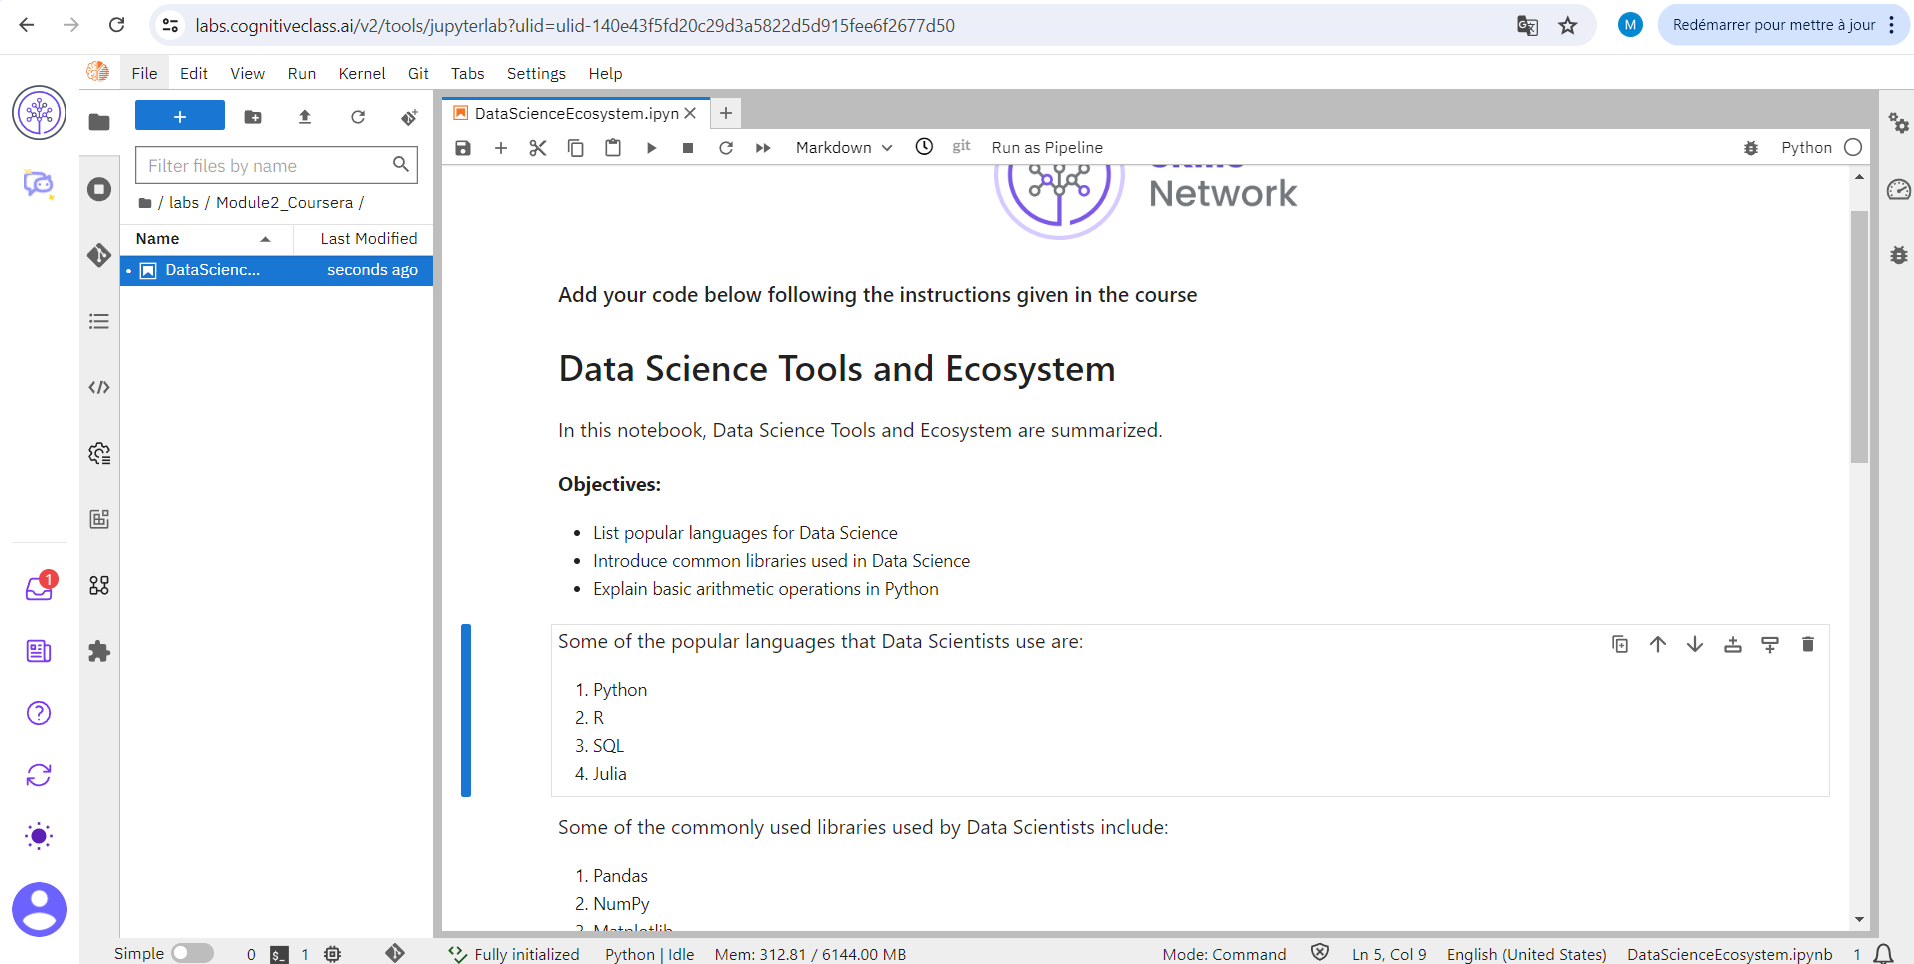 labs.cognitiveclass.ai/v2/tools/jupyterlab?ulid=ulid-140e43f5fd20c29d3a5822d5d915fee6f2677d50
M
Redémarrer pour mettre à jour
File Edit View Run Kernel Git Tabs Settings Help
+
Filter files by name
/ labs / Module2_Coursera /
Name Last Modified
DataScienc... seconds ago
DataScienceEcosystem.ipyn
Markdown git Run as Pipeline Python
Skills
Network
Add your code below following the instructions given in the course
Data Science Tools and Ecosystem
In this notebook, Data Science Tools and Ecosystem are summarized.
Objectives:
• List popular languages for Data Science
• Introduce common libraries used in Data Science
• Explain basic arithmetic operations in Python
Some of the popular languages that Data Scientists use are:
1. Python
2. R
3. SQL
4. Julia
Some of the commonly used libraries used by Data Scientists include:
1. Pandas
2. NumPy
3. Matplotlib
1
Simple 0 1 Fully initialized Python | Idle Mem: 312.81 / 6144.00 MB Mode: Command Ln 5, Col 9 English (United States) DataScienceEcosystem.ipynb 1